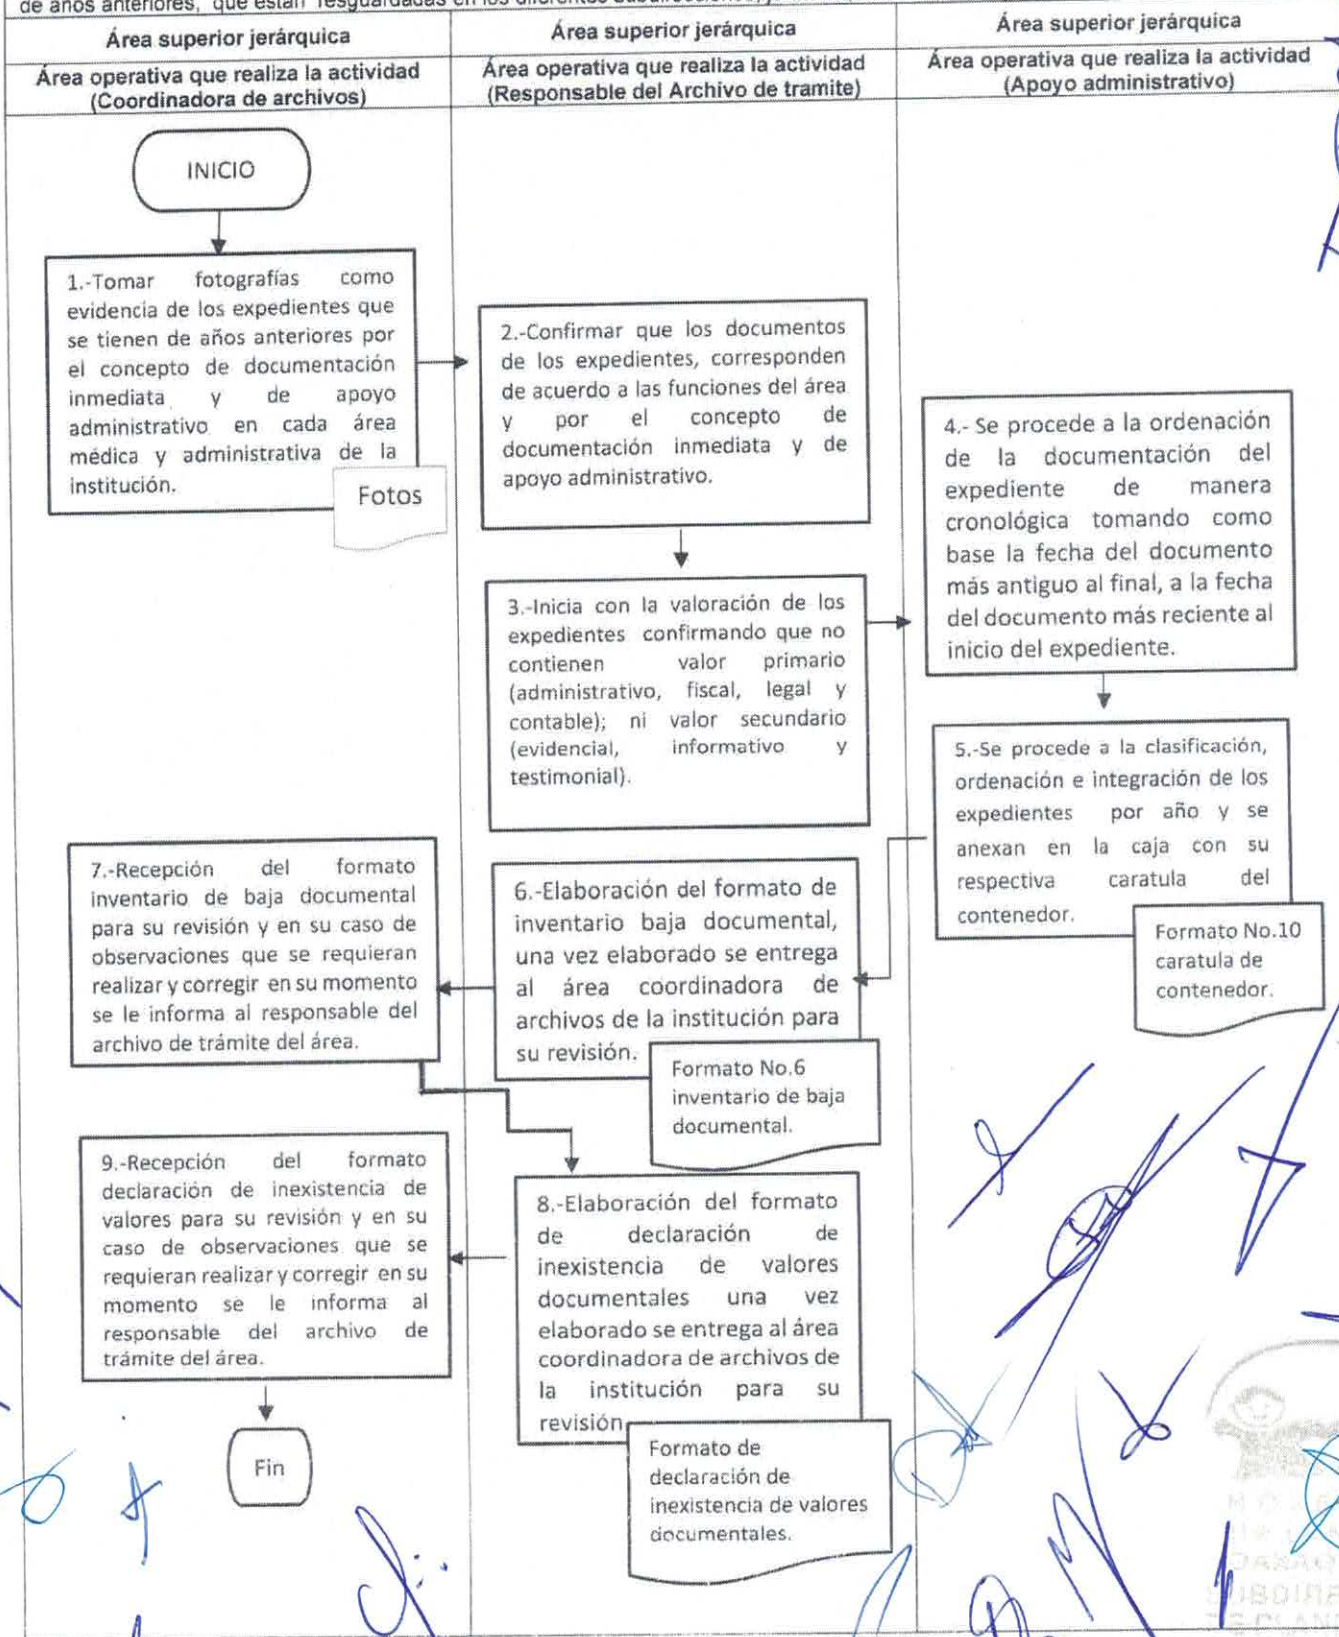 de años anteriores, que están resguardadas en los diferentes subdirecciones,
Área superior jerárquica
Área operativa que realiza la actividad
(Coordinadora de archivos)
Área superior jerárquica
Área operativa que realiza la actividad
(Responsable del Archivo de tramite)
Área superior jerárquica
Área operativa que realiza la actividad
(Apoyo administrativo)
INICIO
1.-Tomar fotografías como
evidencia de los expedientes que
se tienen de años anteriores por
el concepto de documentación
inmediata y de apoyo
administrativo en cada área
médica y administrativa de la
institución.
Fotos
2.-Confirmar que los documentos
de los expedientes, corresponden
de acuerdo a las funciones del área
y por el concepto de
documentación inmediata y de
apoyo administrativo.
3.-Inicia con la valoración de los
expedientes confirmando que no
contienen valor primario
(administrativo, fiscal, legal y
contable); ni valor secundario
(evidencial, informativo y
testimonial).
4.- Se procede a la ordenación
de la documentación del
expediente de manera
cronológica tomando como
base la fecha del documento
más antiguo al final, a la fecha
del documento más reciente al
inicio del expediente.
5.-Se procede a la clasificación,
ordenación e integración de los
expedientes por año y se
anexan en la caja con su
respectiva caratula del
contenedor.
Formato No.10
caratula de
contenedor.
6.-Elaboración del formato de
inventario baja documental,
una vez elaborado se entrega
al área coordinadora de
archivos de la institución para
su revisión.
Formato No.6
inventario de baja
documental.
7.-Recepción del formato
inventario de baja documental
para su revisión y en su caso de
observaciones que se requieran
realizar y corregir en su momento
se le informa al responsable del
archivo de trámite del área.
8.-Elaboración del formato
de declaración de
inexistencia de valores
documentales una vez
elaborado se entrega al área
coordinadora de archivos de
la institución para su
revisión
Formato de
declaración de
inexistencia de valores
documentales.
9.-Recepción del formato
declaración de inexistencia de
valores para su revisión y en su
caso de observaciones que se
requieran realizar y corregir en su
momento se le informa al
responsable del archivo de
trámite del área.
Fin